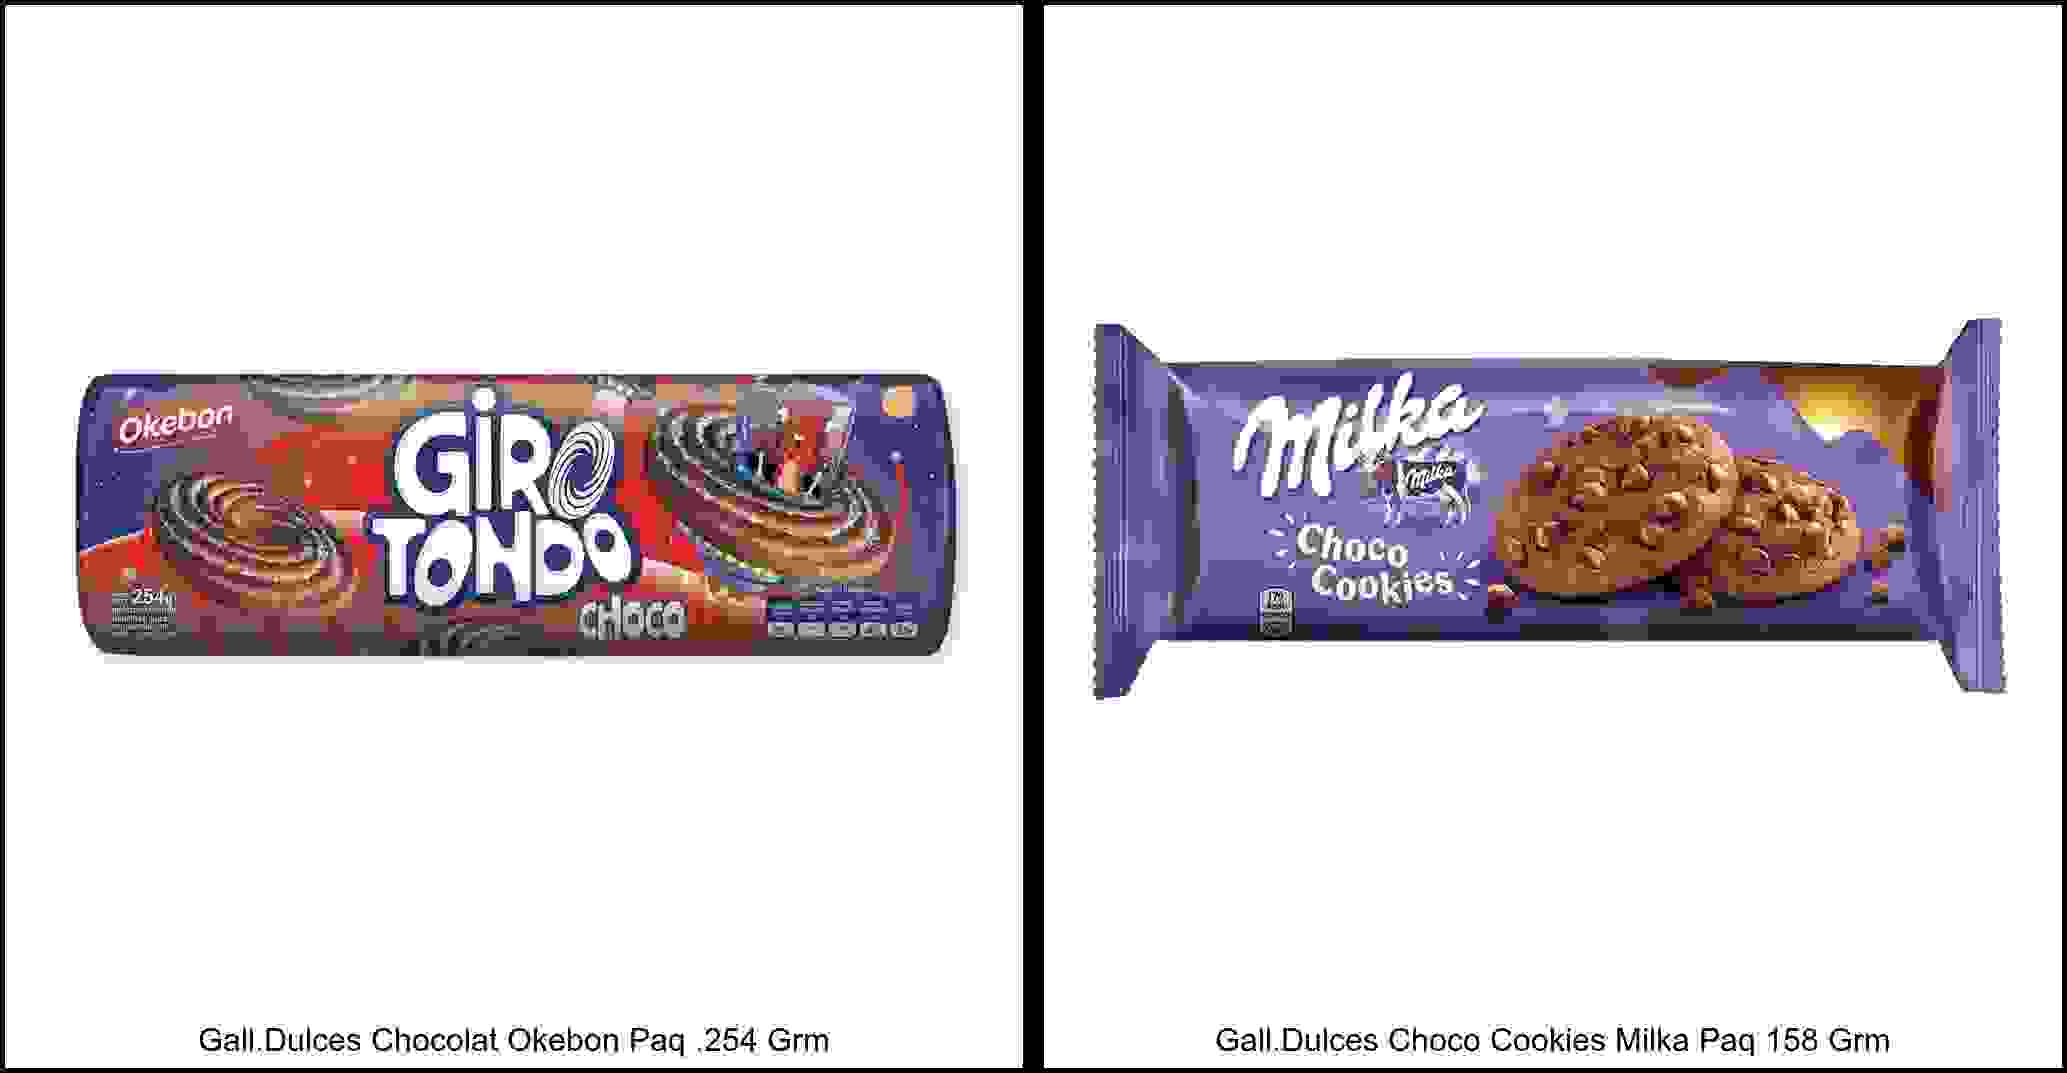 Okebon
GiRO
TONDO
CHOCO
254g
Gall.Dulces Chocolat Okebon Paq .254 Grm
Milka
Milka
Choco
Cookies
Gall.Dulces Choco Cookies Milka Paq 158 Grm